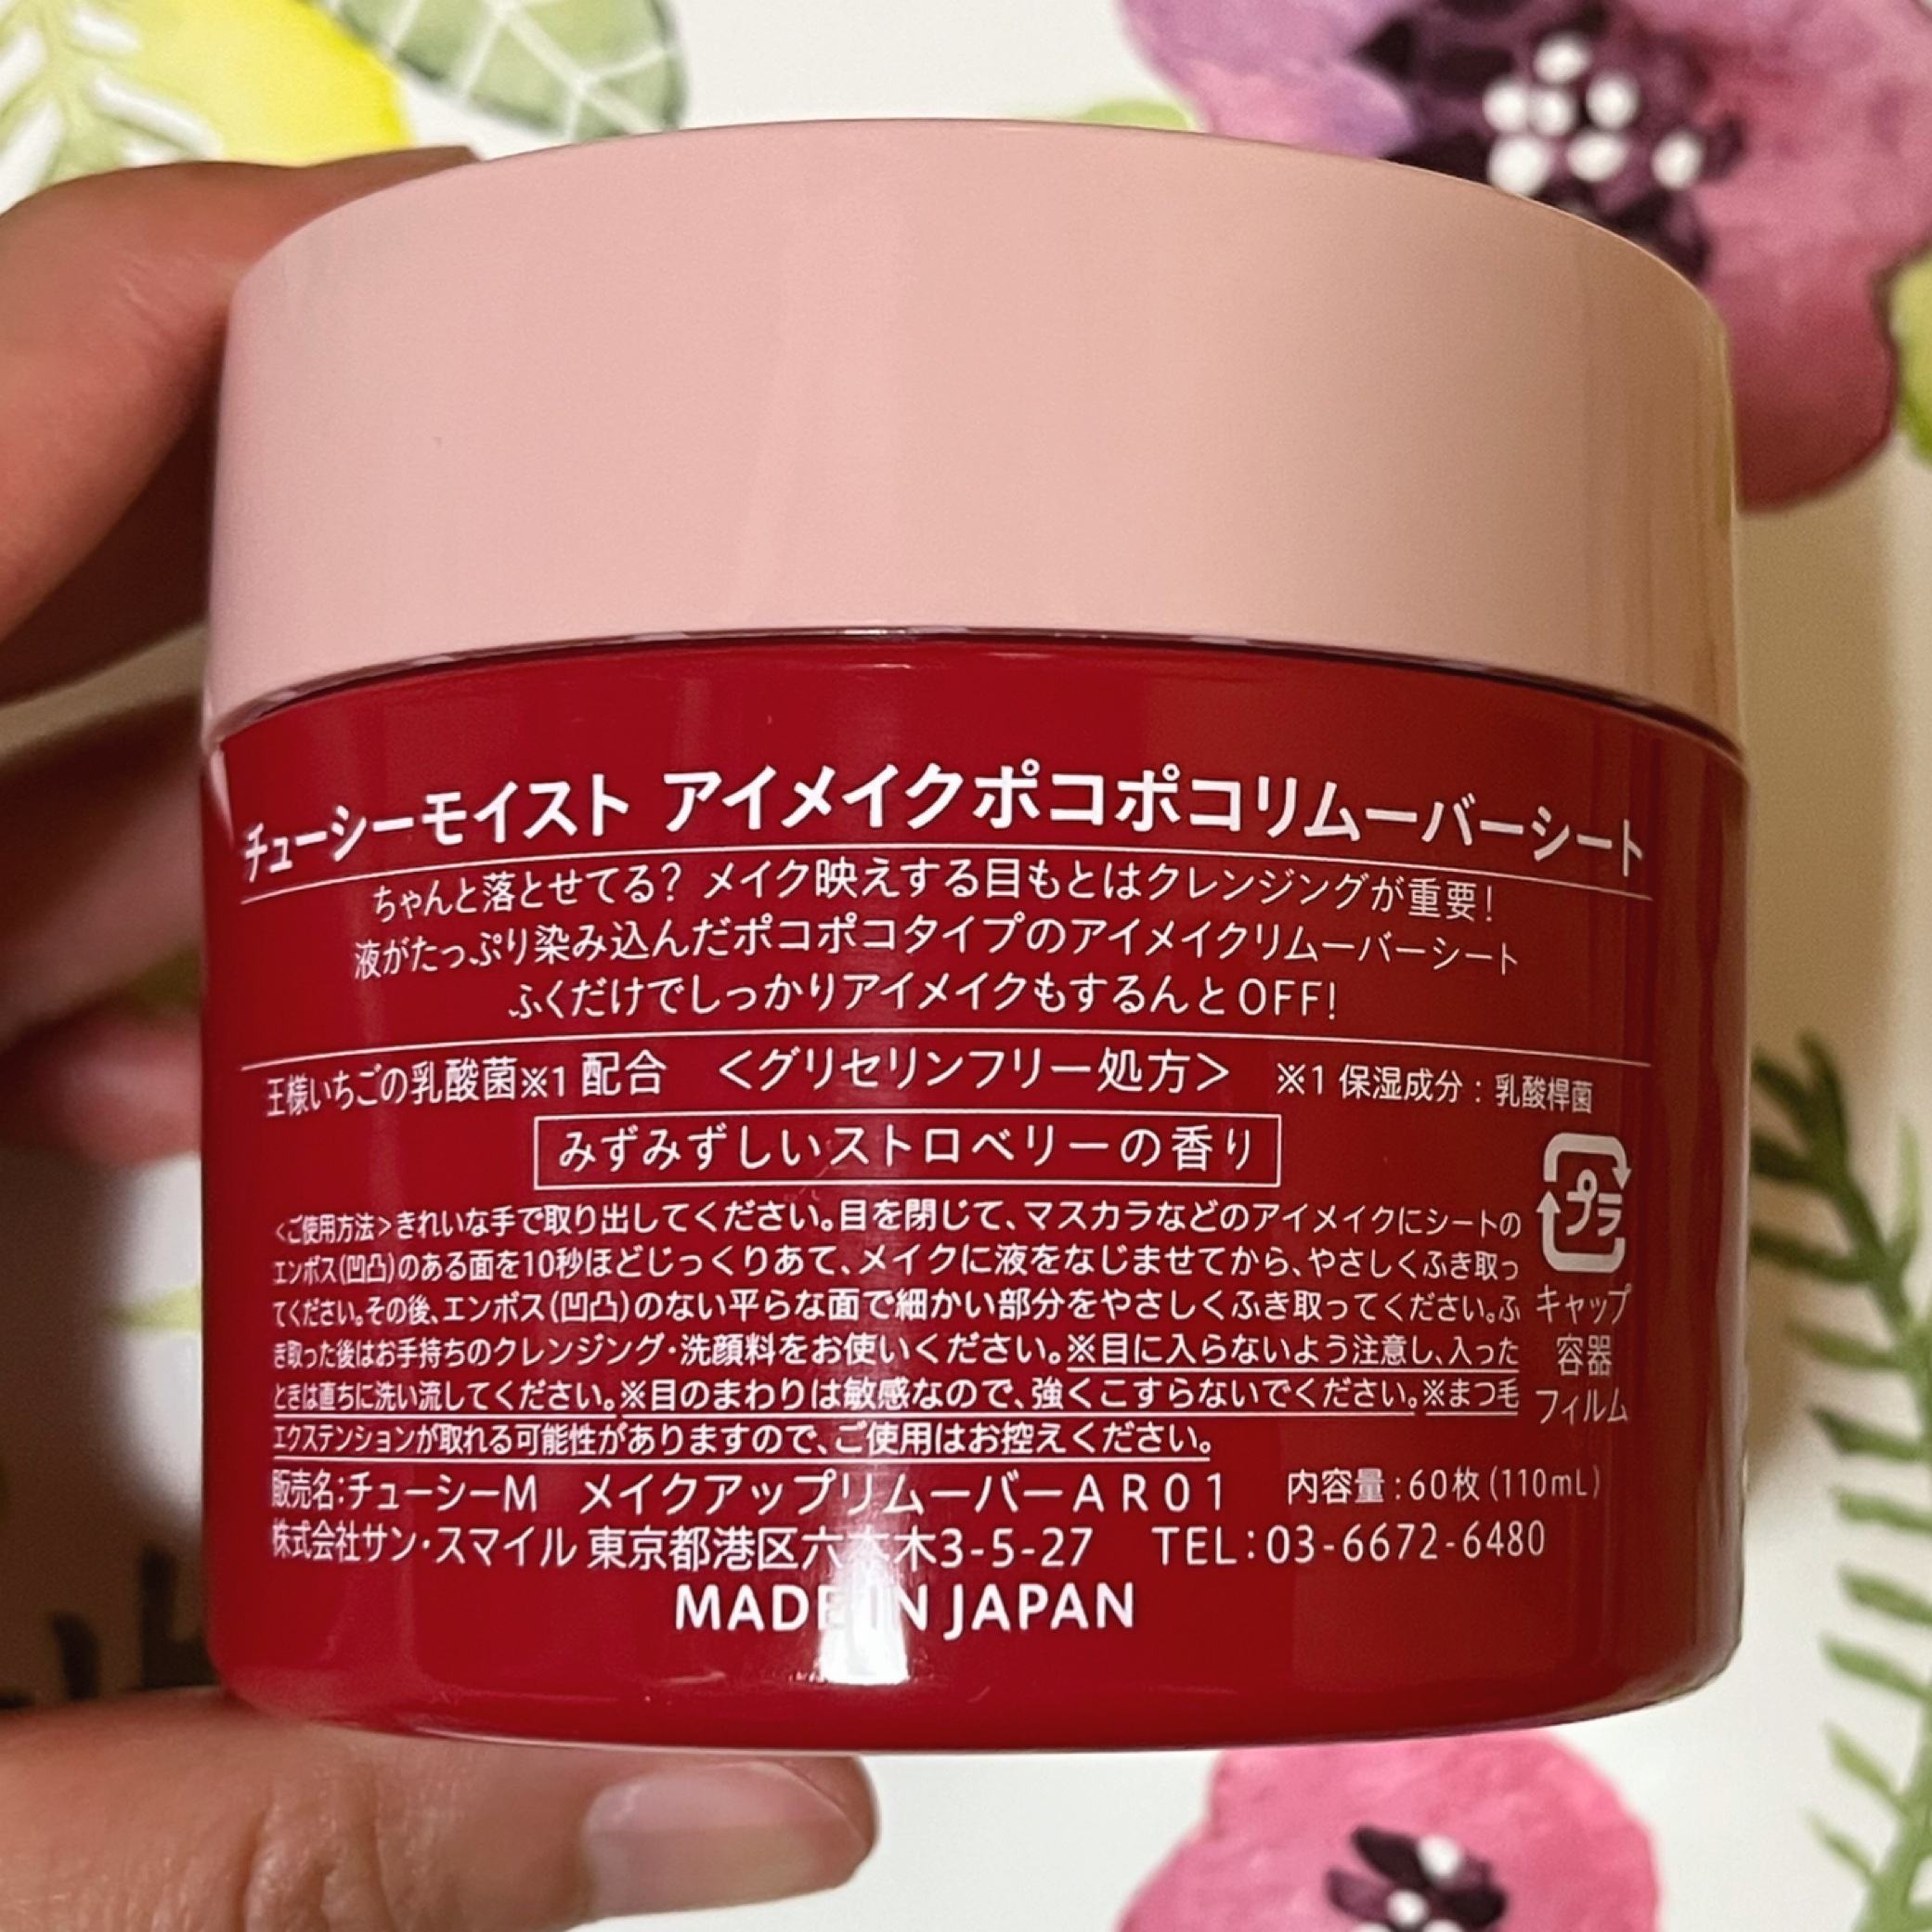 チューシーモイスト アイメイクポコポコリムーバーシート
ちゃんと落とせてる? メイク映えする目もとはクレンジングが重要!
液がたっぷり染み込んだポコポコタイプのアイメイクリムーバーシート
ふくだけでしっかりアイメイクもするんとOFF!
王様いちごの乳酸菌※1 配合 <グリセリンフリー処方> ※1 保湿成分:乳酸桿菌
みずみずしいストロベリーの香り
<ご使用方法>きれいな手で取り出してください。目を閉じて、マスカラなどのアイメイクにシートの
エンボス(凹凸)のある面を10秒ほどじっくりあて、メイクに液をなじませてから、やさしくふき取っ
てください。その後、エンボス(凹凸)のない平らな面で細かい部分をやさしくふき取ってください。ふ
き取った後はお手持ちのクレンジング・洗顔料をお使いください。※目に入らないよう注意し、入った
ときは直ちに洗い流してください。※目のまわりは敏感なので、強くこすらないでください。※まつ毛
エクステンションが取れる可能性がありますので、ご使用はお控えください。
プラ
キャップ
容器
フィルム
販売名:チューシーM メイクアップリムーバーAR01 内容量:60枚(110mL)
株式会社サン・スマイル 東京都港区六本木3-5-27 TEL:03-6672-6480
MADE IN JAPAN